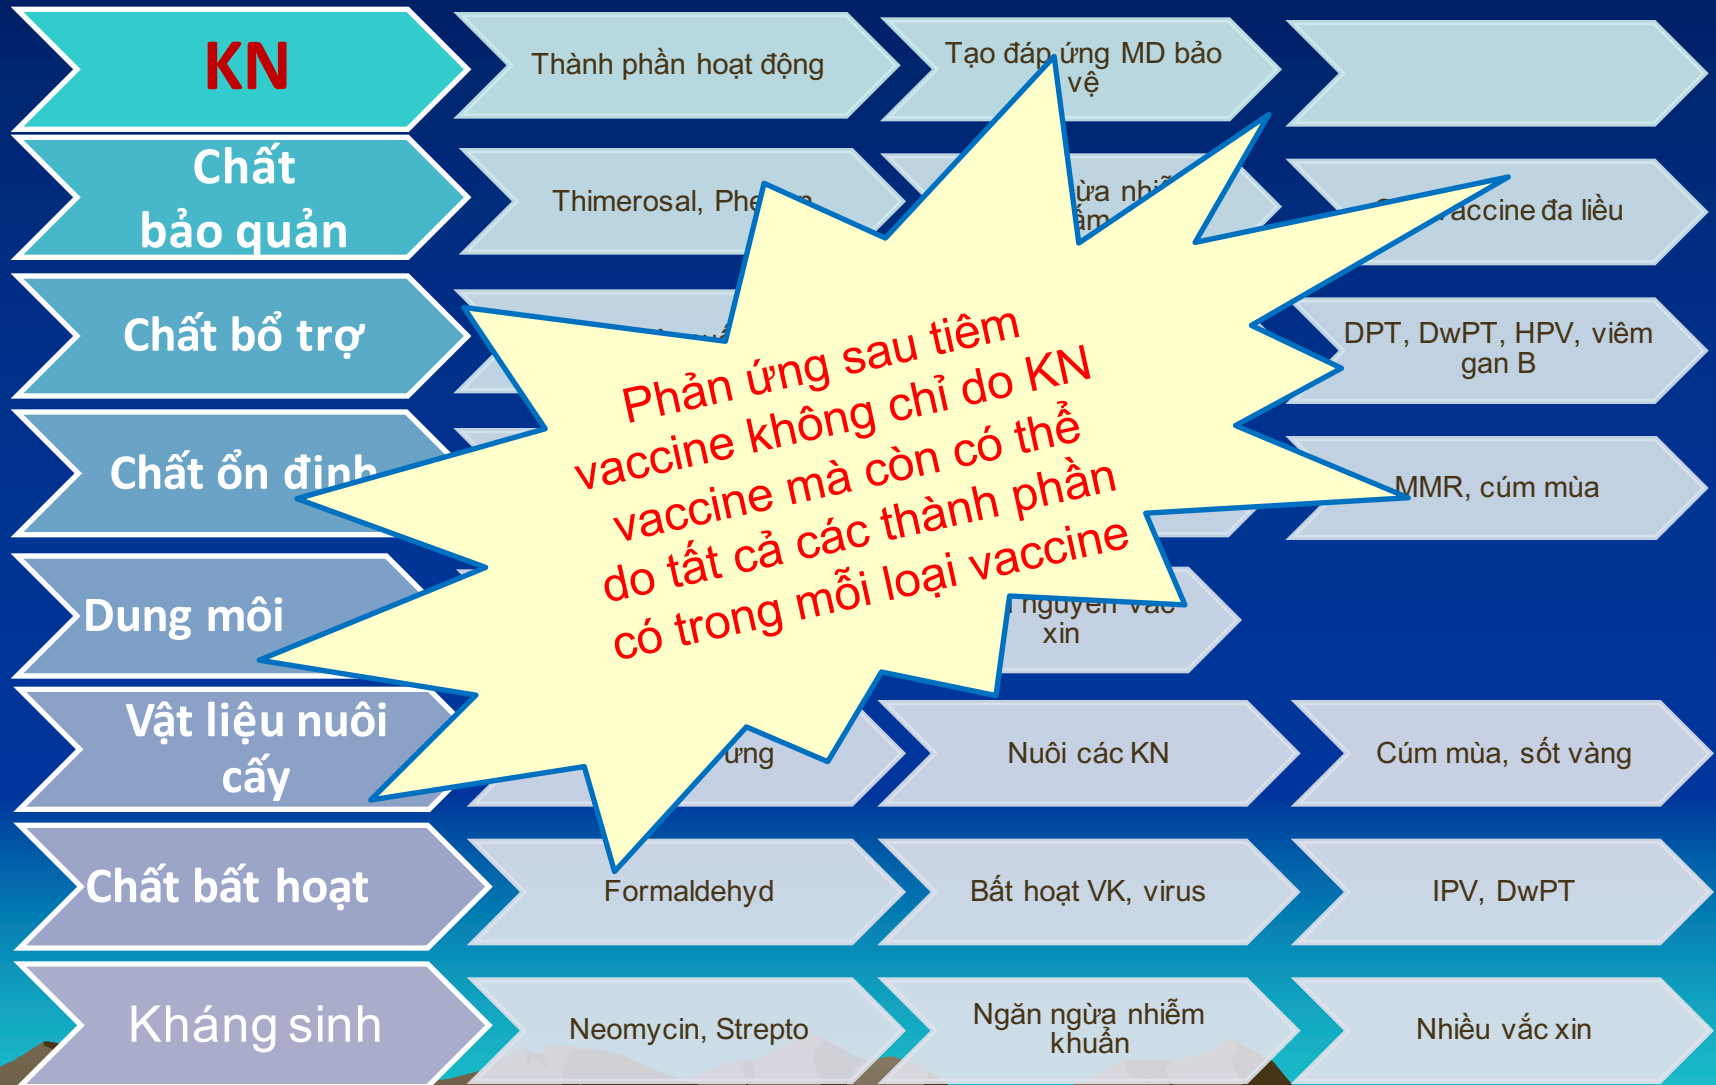 KN
Thành phần hoạt động
Tạo đáp ứng MD bảo
vệ
Chất
bảo quản
Thimerosal,
ừa
vaccine đa liều
Chất bổ trợ
DPT, DwPT, HPV, viêm
gan B
Chất ổn định
MMR, cúm mùa
Phản ứng sau tiêm
vaccine không chỉ do KN
vaccine mà còn có thể
do tất cả các thành phần
có trong mỗi loại vaccine
Dung môi
nguyên vắc
xin
Vật liệu nuôi
cấy
Nuôi các KN
Cúm mùa, sốt vàng
Chất bất hoạt
Formaldehyd
Bất hoạt VK, virus
IPV, DwPT
Kháng sinh
Neomycin, Strepto
Ngăn ngừa nhiễm
khuẩn
Nhiều vắc xin